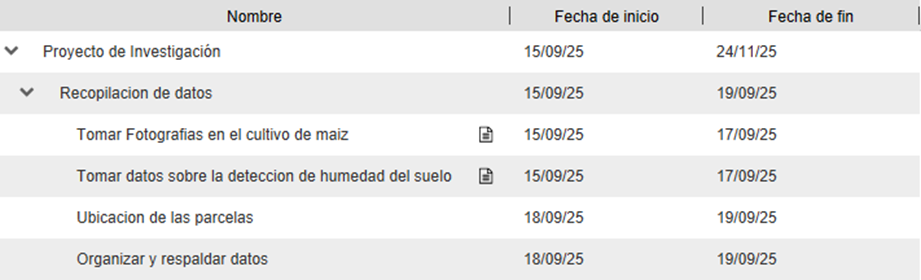 Nombre Fecha de inicio Fecha de fin
Proyecto de Investigación 15/09/25 24/11/25
Recopilacion de datos 15/09/25 19/09/25
Tomar Fotografias en el cultivo de maiz 15/09/25 17/09/25
Tomar datos sobre la deteccion de humedad del suelo 15/09/25 17/09/25
Ubicacion de las parcelas 18/09/25 19/09/25
Organizar y respaldar datos 18/09/25 19/09/25